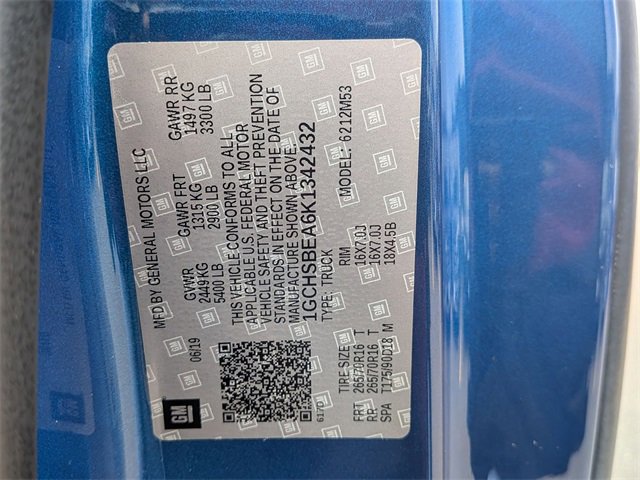 GM
MFD BY GENERAL MOTORS LLC
06/19
GVWR GAWR FRT GAWR RR
2449 KG 1315 KG 1497 KG
5400 LB 2900 LB 3300 LB
THIS VEHICLE CONFORMS TO ALL
APPLICABLE U.S. FEDERAL MOTOR
VEHICLE SAFETY AND THEFT PREVENTION
STANDARDS IN EFFECT ON THE DATE OF
MANUFACTURE SHOWN ABOVE.
1GCHSBEA6K1342432
TYPE: TRUCK MODEL: 6212M53
TIRE SIZE RIM
FRT 265/70R16 T 16X7.0J
RR 265/70R16 T 16X7.0J
SPA T175/90D18 M 18X4.5B